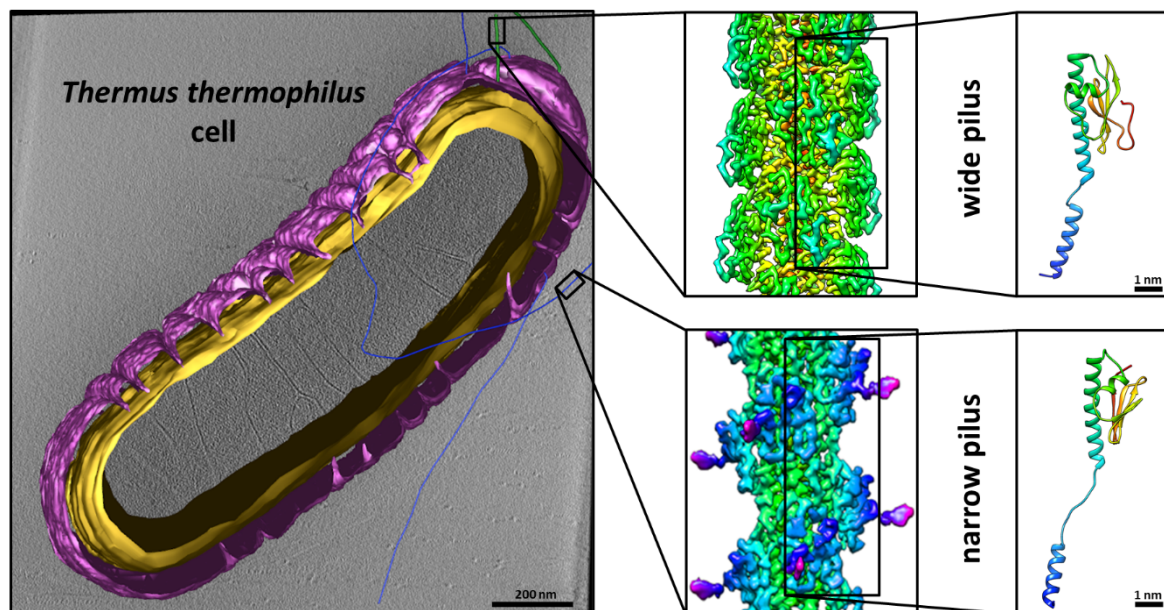 Thermus thermophilus
cell
200 nm
wide pilus
1 nm
narrow pilus
1 nm